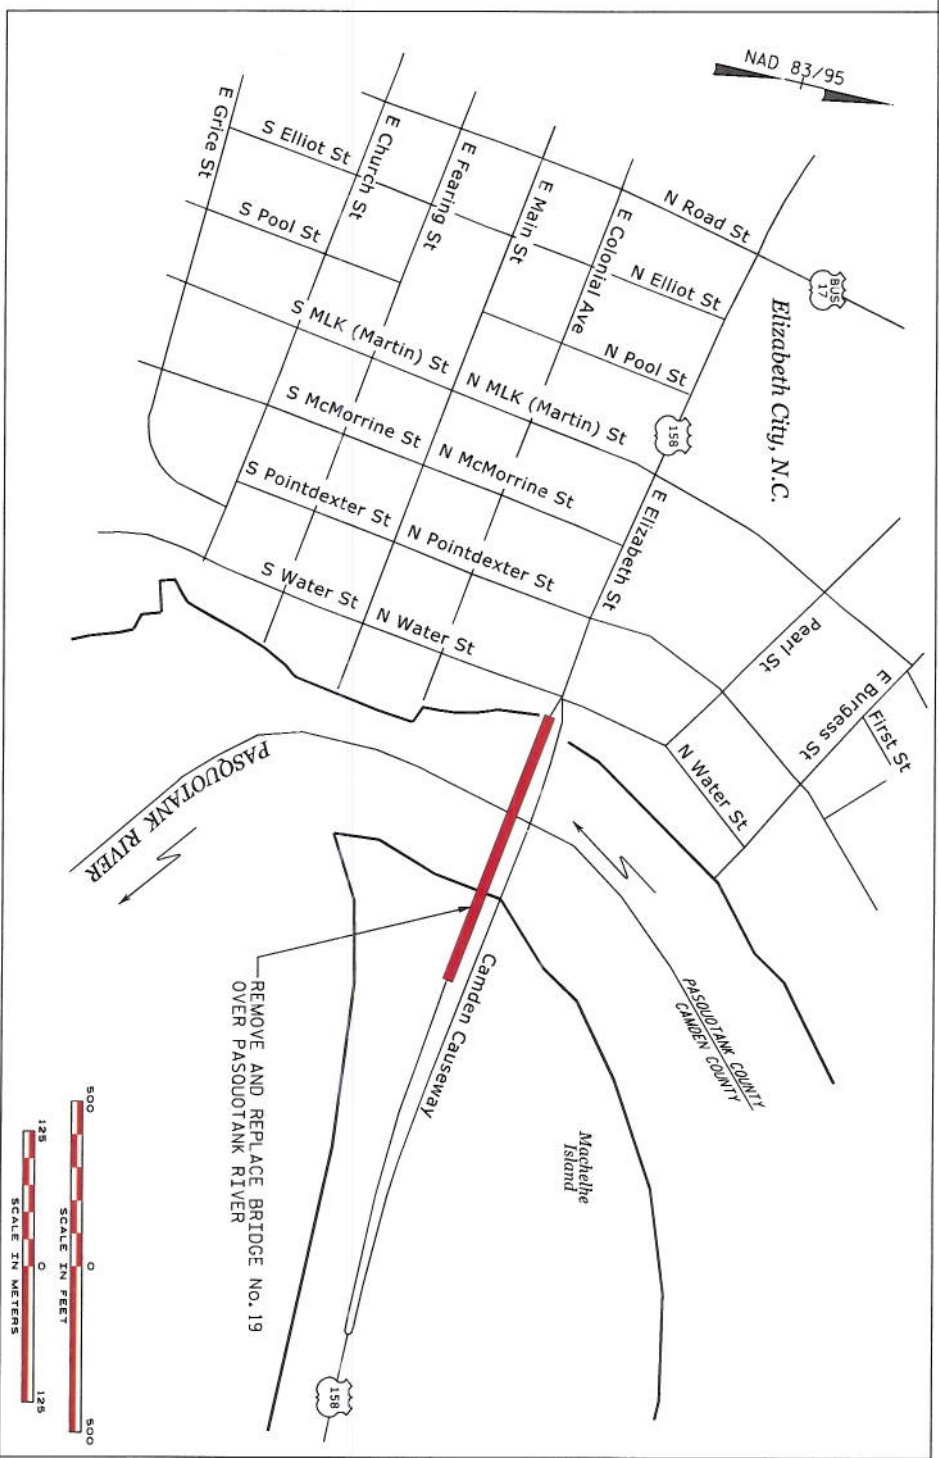 NAD 83/95
Elizabeth City, N.C.
BUS
17
158
N Road St
N Elliot St
N Pool St
N MLK (Martin) St
N McMorrine St
N Pointdexter St
N Water St
E Elizabeth St
E Colonial Ave
E Main St
E Fearing St
E Church St
E Grice St
S Elliot St
S Pool St
S MLK (Martin) St
S McMorrine St
S Pointdexter St
S Water St
Pearl St
E Burgess St
First St
N Water St
PASQUOTANK RIVER
PASQUOTANK COUNTY
CAMDEN COUNTY
Camden Causeway
Machelhe
Island
REMOVE AND REPLACE BRIDGE No. 19
OVER PASQUOTANK RIVER
158
500 0 500
SCALE IN FEET
125 0 125
SCALE IN METERS